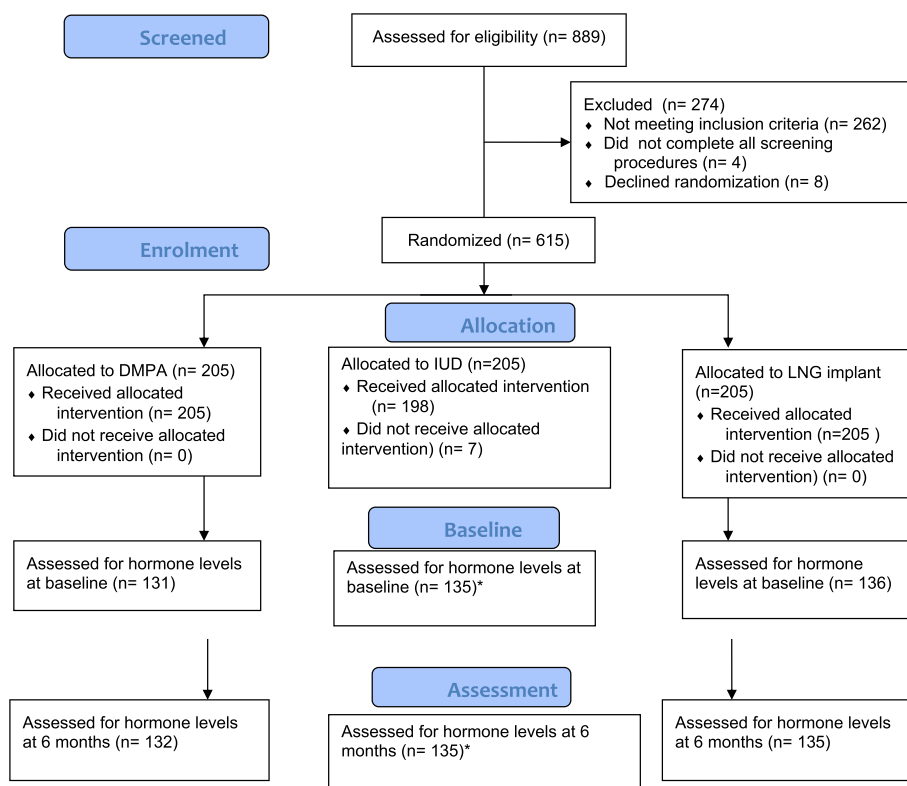 Screened
Assessed for eligibility (n= 889)
Excluded (n= 274)
♦ Not meeting inclusion criteria (n= 262)
♦ Did not complete all screening
procedures (n= 4)
♦ Declined randomization (n= 8)
Randomized (n= 615)
Enrolment
Allocation
Allocated to DMPA (n= 205)
♦ Received allocated
intervention (n= 205)
♦ Did not receive allocated
intervention (n= 0)
Allocated to IUD (n=205)
♦ Received allocated intervention
(n= 198)
♦ Did not receive allocated
intervention) (n= 7)
Allocated to LNG implant
(n=205)
♦ Received allocated
intervention (n=205 )
♦ Did not receive allocated
intervention) (n= 0)
Baseline
Assessed for hormone levels
at baseline (n= 131)
Assessed for hormone levels at
baseline (n= 135)*
Assessed for hormone
levels at baseline (n= 136)
Assessment
Assessed for hormone levels
at 6 months (n= 132)
Assessed for hormone levels at 6
months (n= 135)*
Assessed for hormone levels
at 6 months (n= 135)